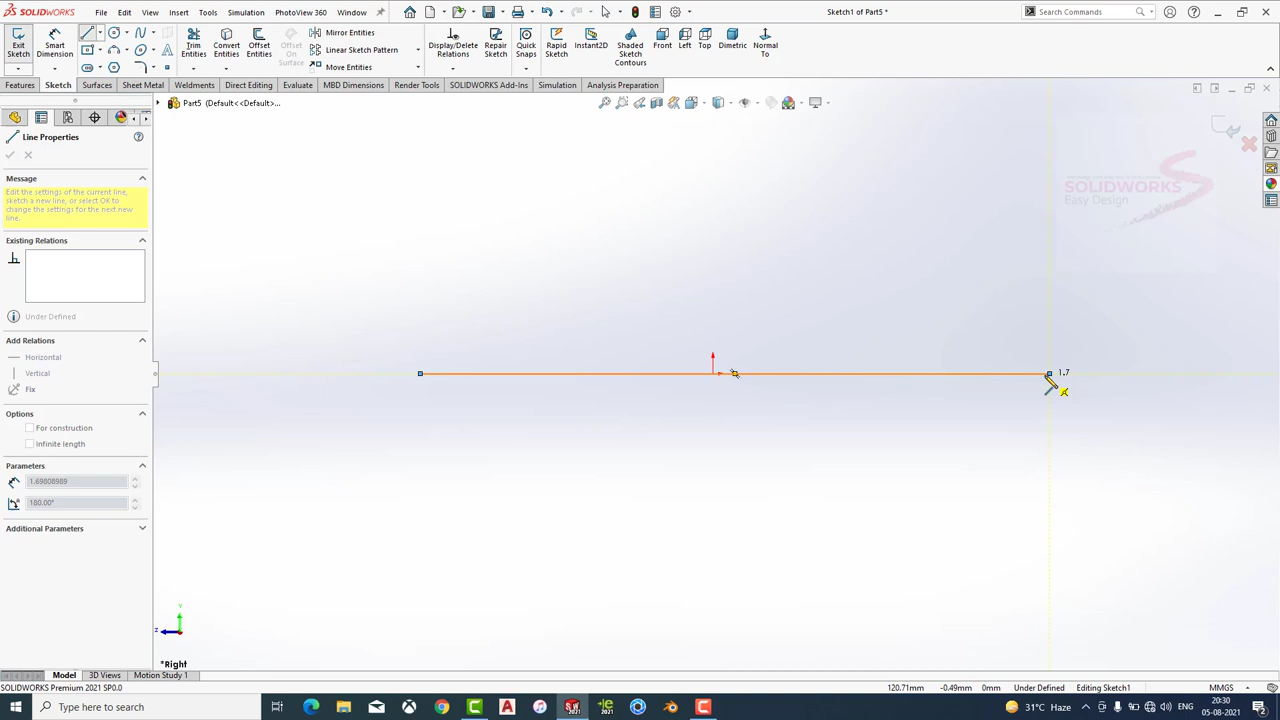 SOLIDWORKS
File Edit View Insert Tools Simulation PhotoView 360 Window
Sketch1 of Part5 *
Search Commands
Exit Sketch
Smart Dimension
Trim Entities
Convert Entities
Offset Entities
Offset On Surface
Mirror Entities
Linear Sketch Pattern
Move Entities
Display/Delete Relations
Repair Sketch
Quick Snaps
Rapid Sketch
Instant2D
Shaded Sketch Contours
Front
Left
Top
Dimetric
Normal To
Features Sketch Surfaces Sheet Metal Weldments Direct Editing Evaluate MBD Dimensions Render Tools SOLIDWORKS Add-Ins Simulation Analysis Preparation
Part5 (Default<<Default>...
Line Properties
Message
Edit the settings of the current line, sketch a new line, or select OK to change the settings for the next new line.
Existing Relations
Under Defined
Add Relations
Horizontal
Vertical
Fix
Options
For construction
Infinite length
Parameters
1.69808989
180.00°
Additional Parameters
SOLIDWORKS
Easy Design
1.7
Y
Z
*Right
Model 3D Views Motion Study 1
SOLIDWORKS Premium 2021 SP0.0
120.71mm -0.49mm 0mm Under Defined Editing Sketch1 MMGS
Type here to search
31°C Haze
ENG
20:30
05-08-2021